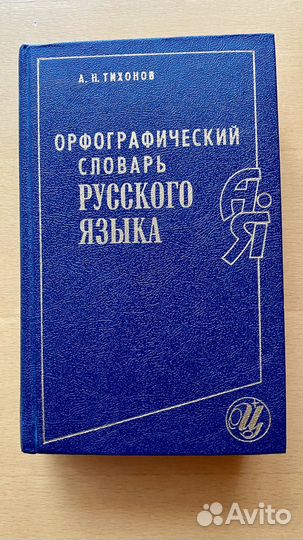 А. Н. ТИХОНОВ
ОРФОГРАФИЧЕСКИЙ
СЛОВАРЬ
РУССКОГО
ЯЗЫКА
А-Я
Ц
Avito